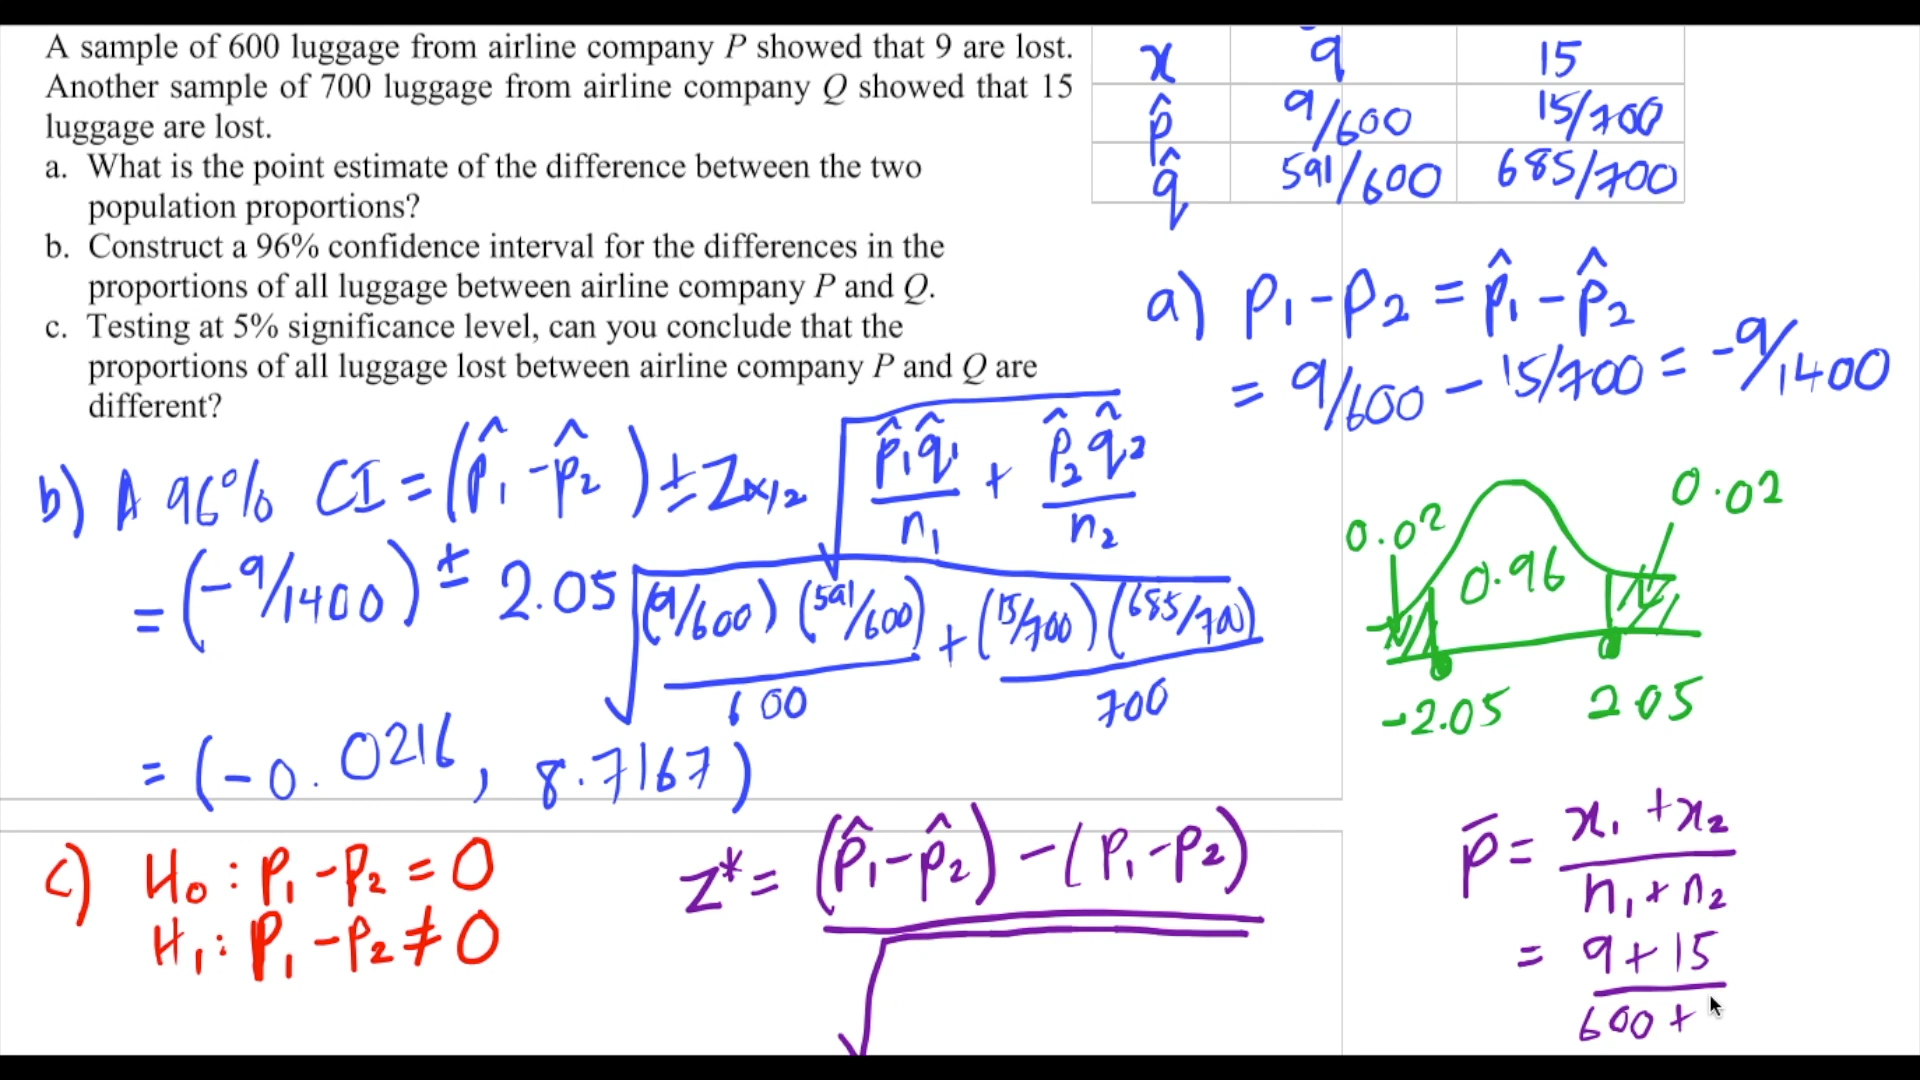 A sample of 600 luggage from airline company P showed that 9 are lost.
Another sample of 700 luggage from airline company Q showed that 15
luggage are lost.
a. What is the point estimate of the difference between the two
population proportions?
b. Construct a 96% confidence interval for the differences in the
proportions of all luggage between airline company P and Q.
c. Testing at 5% significance level, can you conclude that the
proportions of all luggage lost between airline company P and Q are
different?
x 9 15
p̂ 9/600 15/700
q̂ 591/600 685/700
a) p₁ - p₂ = p̂₁ - p̂₂
= 9/600 - 15/700 = -9/1400
b) A 96% CI = (p̂₁ - p̂₂) ± Zα/2 √(p̂₁q̂₁/n₁ + p̂₂q̂₂/n₂)
= (-9/1400) ± 2.05 √((9/600)(591/600)/600 + (15/700)(685/700)/700)
= (-0.0216, 8.7167)
0.02 0.96 0.02
-2.05 2.05
c) H₀ : p₁ - p₂ = 0
H₁ : p₁ - p₂ ≠ 0
Z* = (p̂₁ - p̂₂) - (p₁ - p₂)
√
p̄ = x₁ + x₂
n₁ + n₂
= 9 + 15
600 +